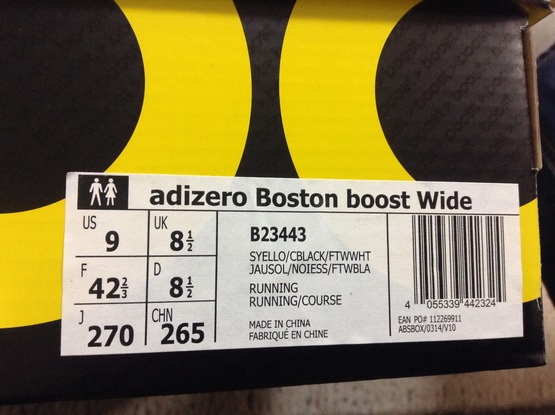 adizero Boston boost Wide
US 9
UK 8½
F 42⅔
D 8½
J 270
CHN 265
B23443
SYELLO/CBLACK/FTWWHT
JAUSOL/NOIESS/FTWBLA
RUNNING
RUNNING/COURSE
MADE IN CHINA
FABRIQUÉ EN CHINE
4 055339 442324
EAN PO# 112269911
ABSBOX/0314/V10